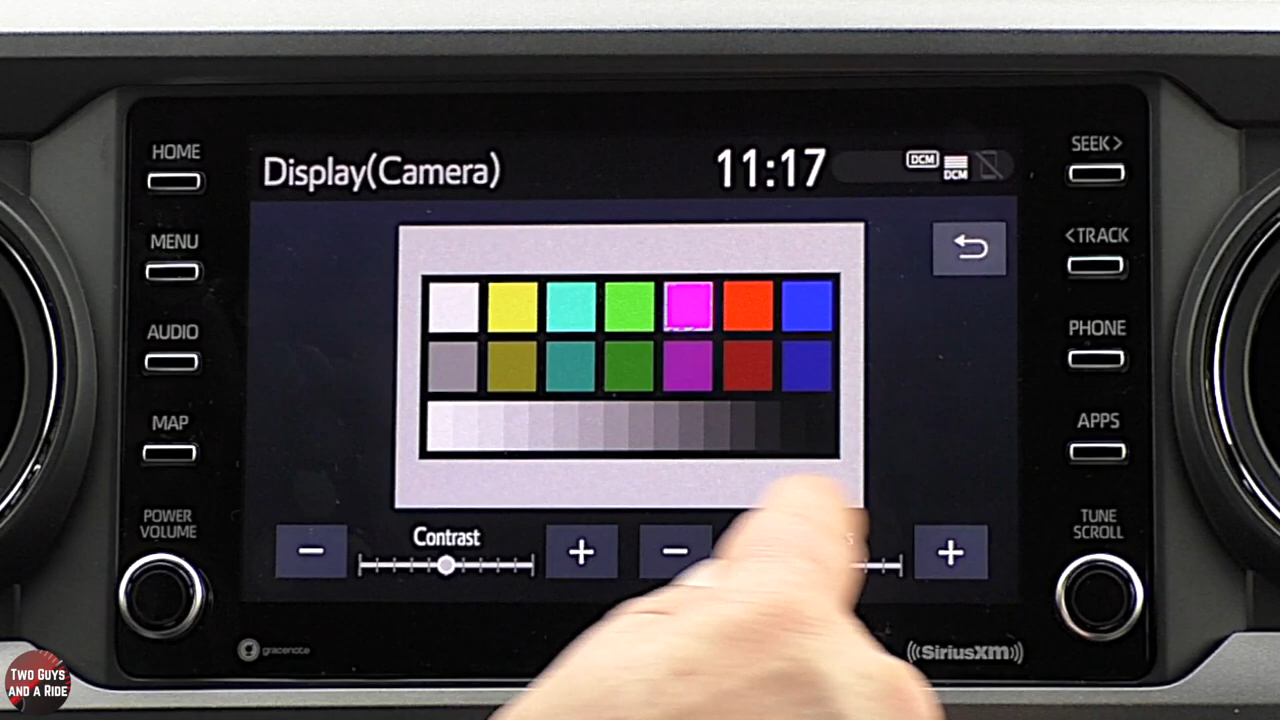 HOME
MENU
AUDIO
MAP
POWER
VOLUME
Display(Camera)
11:17
DCM
DCM
Contrast
SEEK>
<TRACK
PHONE
APPS
TUNE
SCROLL
gracenote
((SiriusXM))
TWO GUYS
AND A RIDE